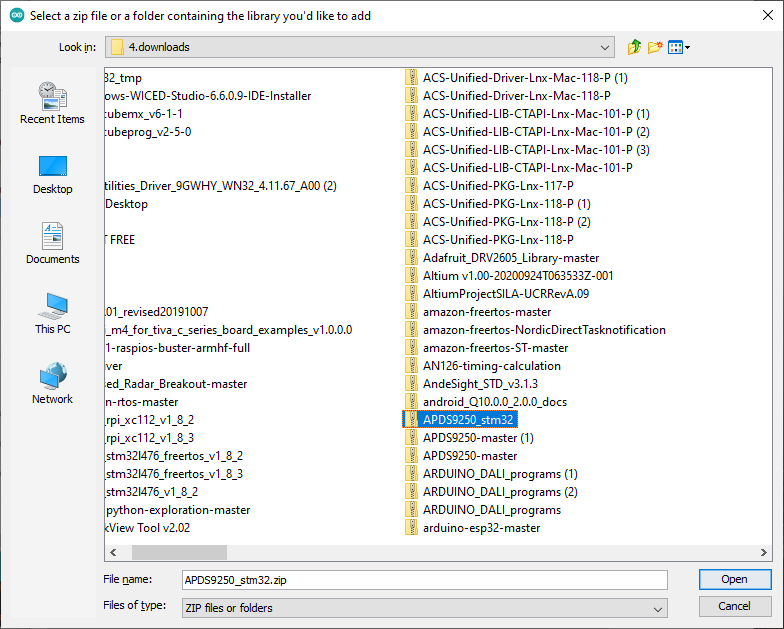 Select a zip file or a folder containing the library you'd like to add
Look in:
4.downloads
Recent Items
Desktop
Documents
This PC
Network
32_tmp
ows-WICED-Studio-6.6.0.9-IDE-Installer
cubemx_v6-1-1
cubeprog_v2-5-0
tilities_Driver_9GWHY_WN32_4.11.67_A00 (2)
Desktop
T FREE
.01_revised20191007
i_m4_for_tiva_c_series_board_examples_v1.0.0.0
1-raspios-buster-armhf-full
ver
sed_Radar_Breakout-master
n-rtos-master
_rpi_xc112_v1_8_2
_rpi_xc112_v1_8_3
_stm32l476_freertos_v1_8_2
_stm32l476_freertos_v1_8_3
_stm32l476_v1_8_2
-python-exploration-master
kView Tool v2.02
ACS-Unified-Driver-Lnx-Mac-118-P (1)
ACS-Unified-Driver-Lnx-Mac-118-P
ACS-Unified-LIB-CTAPI-Lnx-Mac-101-P (1)
ACS-Unified-LIB-CTAPI-Lnx-Mac-101-P (2)
ACS-Unified-LIB-CTAPI-Lnx-Mac-101-P (3)
ACS-Unified-LIB-CTAPI-Lnx-Mac-101-P
ACS-Unified-PKG-Lnx-117-P
ACS-Unified-PKG-Lnx-118-P (1)
ACS-Unified-PKG-Lnx-118-P (2)
ACS-Unified-PKG-Lnx-118-P
Adafruit_DRV2605_Library-master
Altium v1.00-20200924T063533Z-001
AltiumProjectSILA-UCRRevA.09
amazon-freertos-master
amazon-freertos-NordicDirectTasknotification
amazon-freertos-ST-master
AN126-timing-calculation
AndeSight_STD_v3.1.3
android_Q10.0.0_2.0.0_docs
APDS9250_stm32
APDS9250-master (1)
APDS9250-master
ARDUINO_DALI_programs (1)
ARDUINO_DALI_programs (2)
ARDUINO_DALI_programs
arduino-esp32-master
File name:
APDS9250_stm32.zip
Open
Files of type:
ZIP files or folders
Cancel